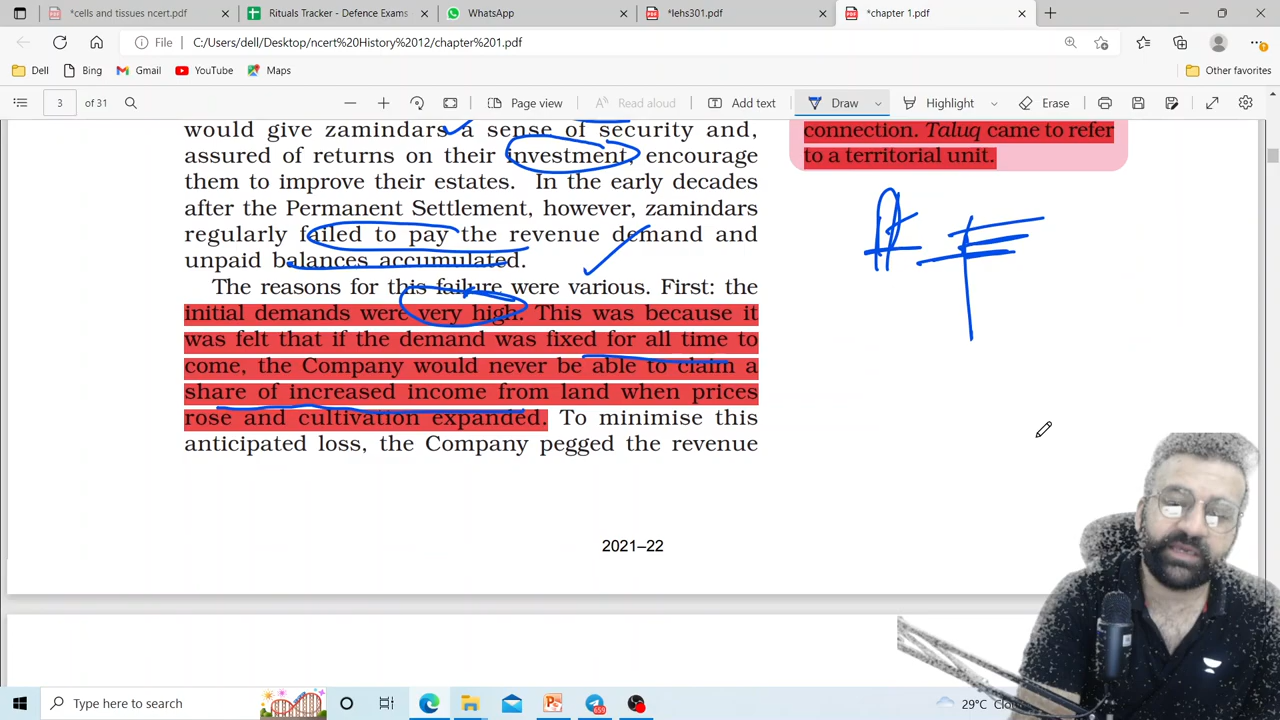 *cells and tissues ncert.pdf
Rituals Tracker - Defence Exams
WhatsApp
*lehs301.pdf
*chapter 1.pdf
File
C:/Users/dell/Desktop/ncert%20History%2012/chapter%201.pdf
Dell
Bing
Gmail
YouTube
Maps
Other favorites
3 of 31
Page view
Read aloud
Add text
Draw
Highlight
Erase
would give zamindars a sense of security and,
assured of returns on their investment, encourage
them to improve their estates. In the early decades
after the Permanent Settlement, however, zamindars
regularly failed to pay the revenue demand and
unpaid balances accumulated.
The reasons for this failure were various. First: the
initial demands were very high. This was because it
was felt that if the demand was fixed for all time to
come, the Company would never be able to claim a
share of increased income from land when prices
rose and cultivation expanded. To minimise this
anticipated loss, the Company pegged the revenue
connection. Taluq came to refer
to a territorial unit.
2021–22
Type here to search
29°C